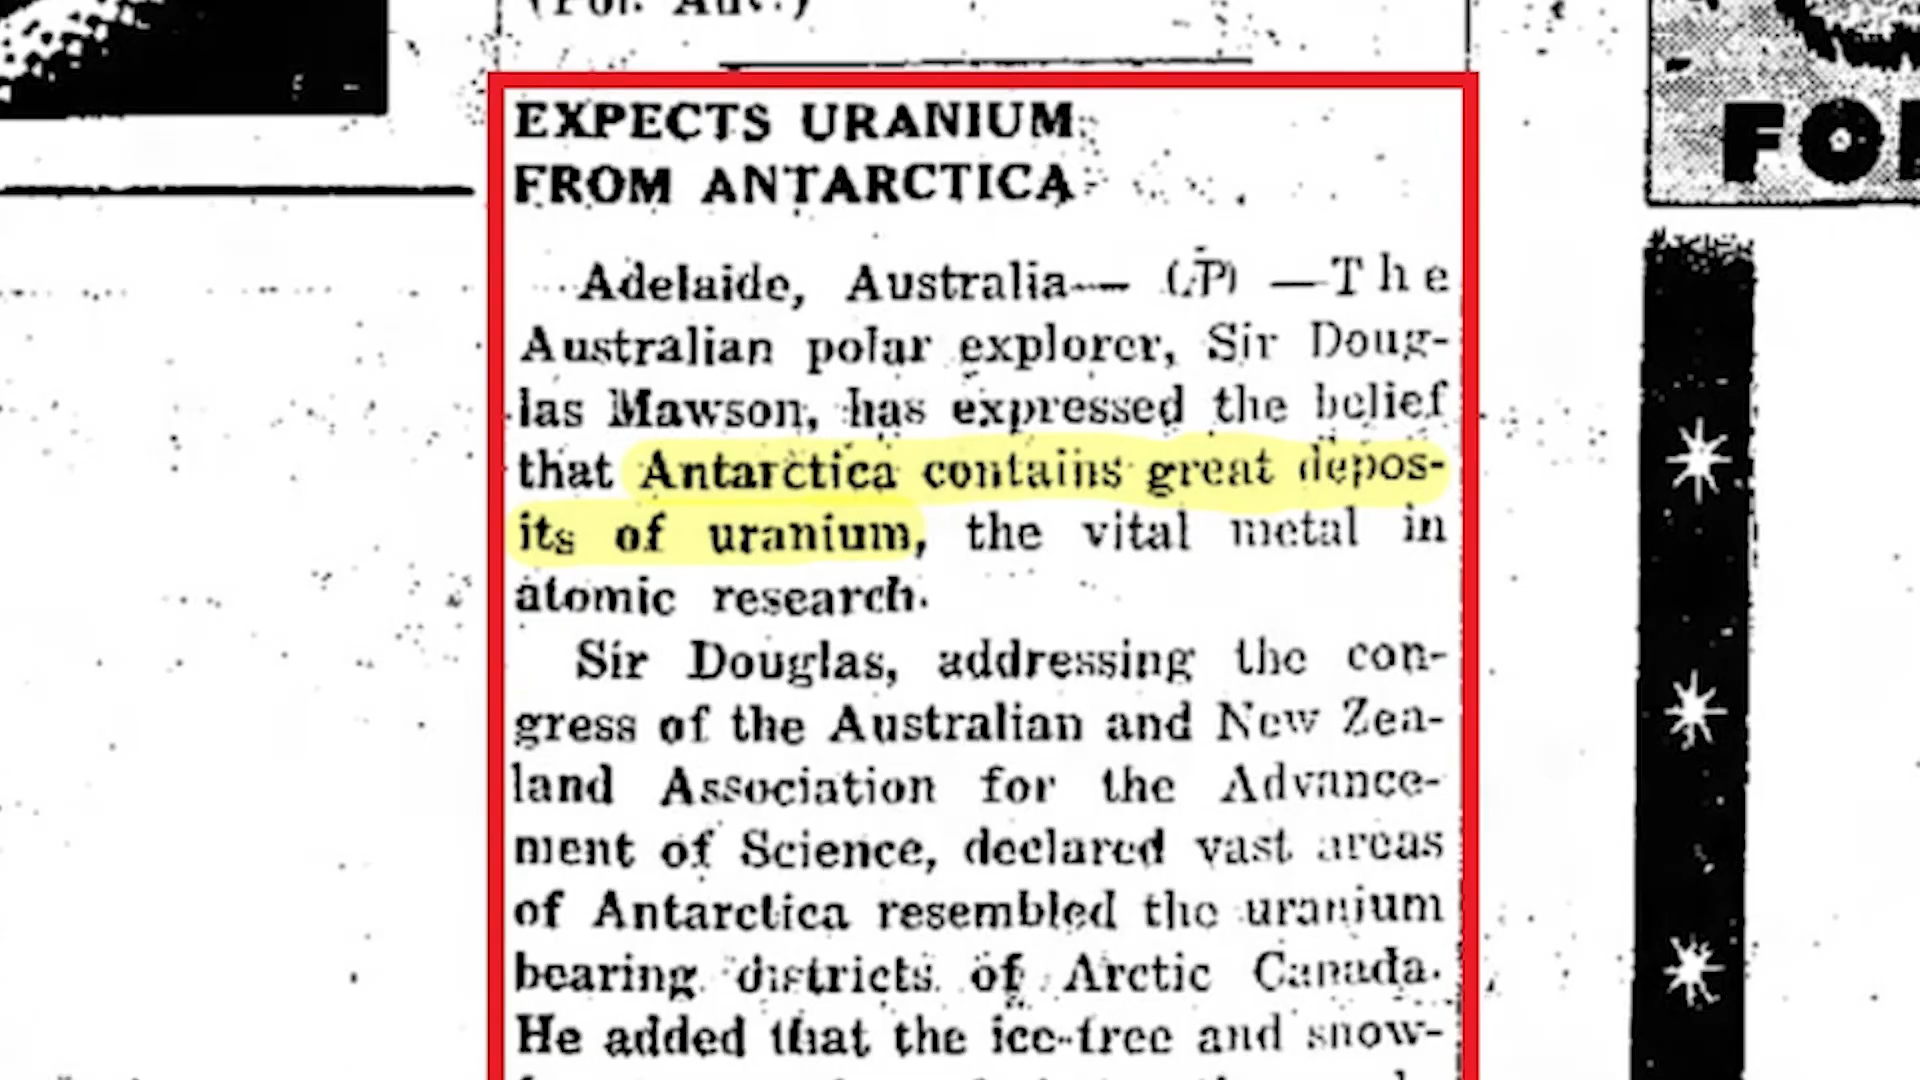 (Pol. Adv.)
EXPECTS URANIUM
FROM ANTARCTICA
Adelaide, Australia— (AP) —The
Australian polar explorer, Sir Doug-
las Mawson, has expressed the belief
that Antarctica contains great depos-
its of uranium, the vital metal in
atomic research.
Sir Douglas, addressing the con-
gress of the Australian and New Zea-
land Association for the Advance-
ment of Science, declared vast areas
of Antarctica resembled the uranium
bearing districts of Arctic Canada.
He added that the ice-free and snow-